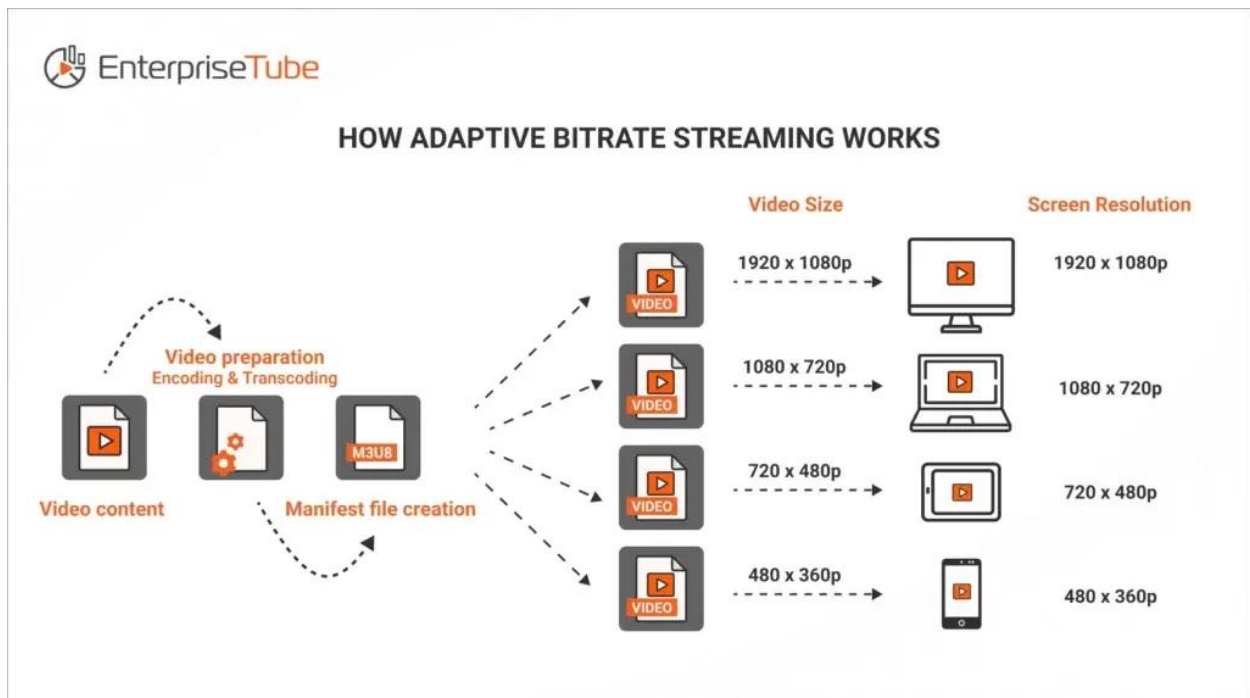 EnterpriseTube
HOW ADAPTIVE BITRATE STREAMING WORKS
Video Size
Screen Resolution
VIDEO
1920 x 1080p
1920 x 1080p
Video preparation
Encoding & Transcoding
VIDEO
1080 x 720p
1080 x 720p
M3U8
Video content
Manifest file creation
VIDEO
720 x 480p
720 x 480p
VIDEO
480 x 360p
480 x 360p